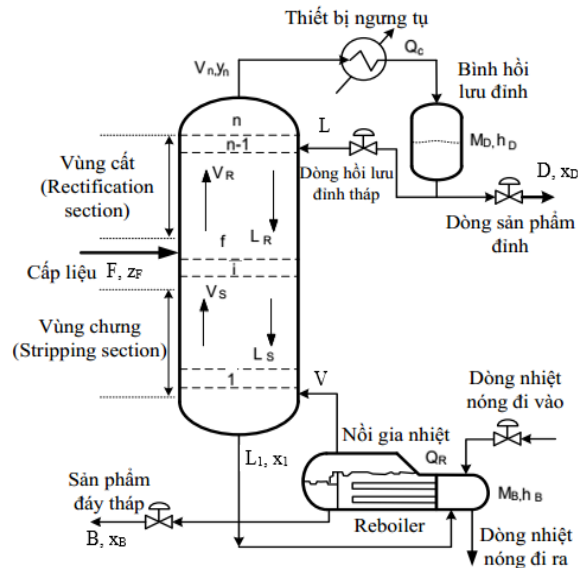 Thiết bị ngưng tụ
Qc
Vn,yn
Bình hồi
lưu đỉnh
n
L
MD,hD
n-1
Vùng cất
(Rectification
section)
VR
Dòng hồi lưu
đỉnh tháp
D, xD
Dòng sản phẩm
đỉnh
f
LR
Cấp liệu F, zF
i
VS
Vùng chưng
(Stripping section)
LS
1
V
Dòng nhiệt
nóng đi vào
Nồi gia nhiệt
L1, x1
QR
Sản phẩm
đáy tháp
MB,hB
B, xB
Reboiler
Dòng nhiệt
nóng đi ra